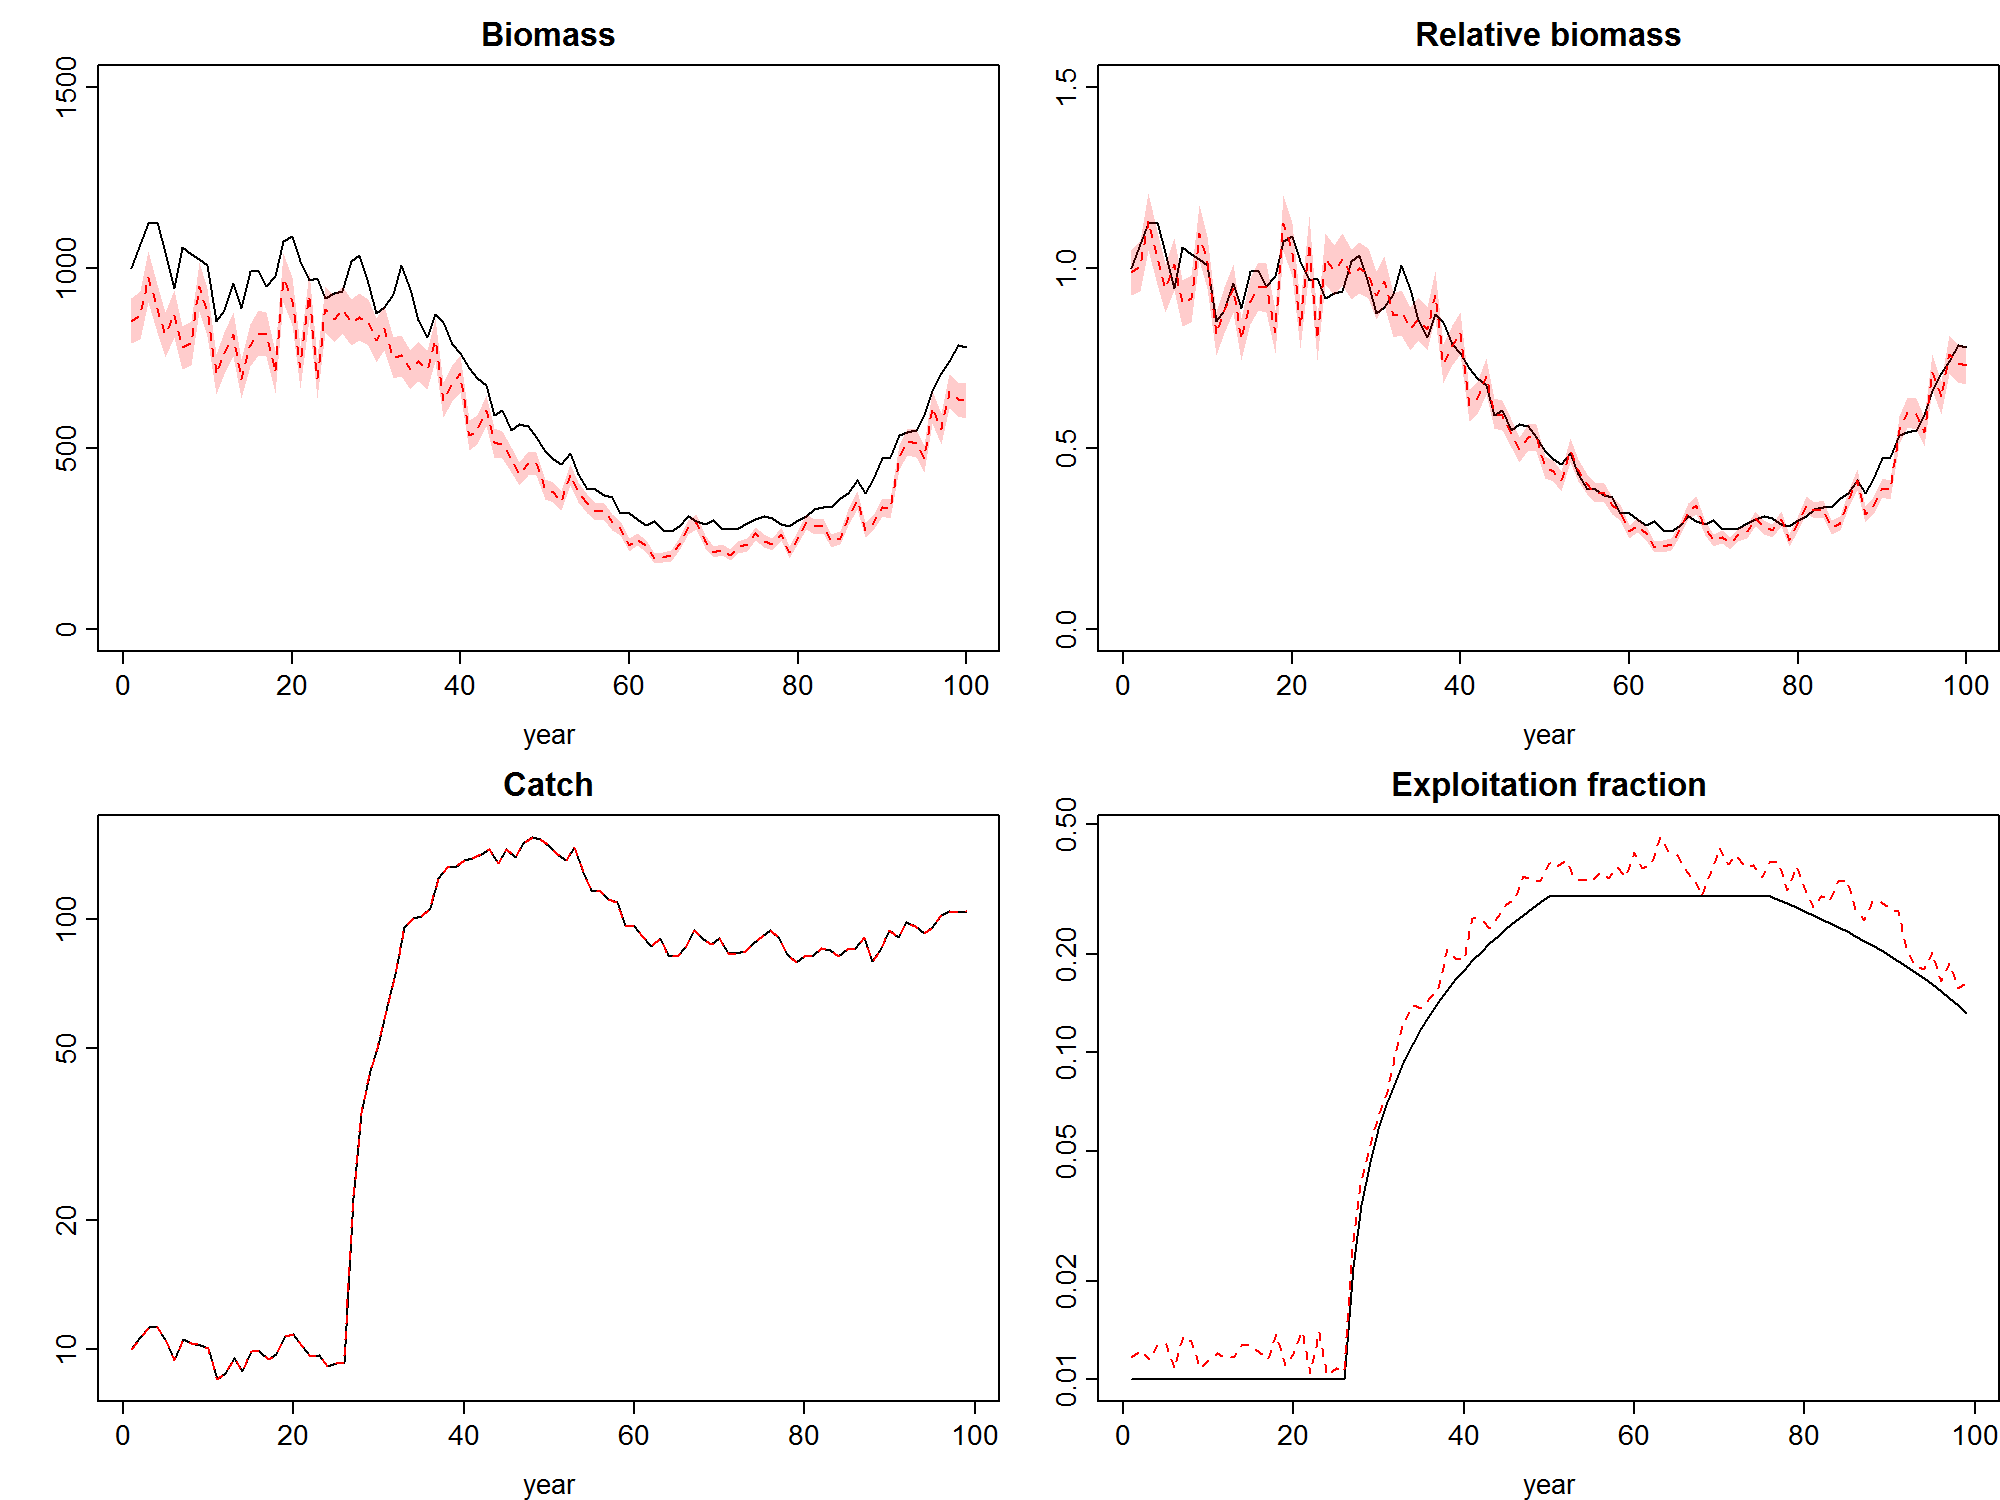 Biomass
1500
1000
500
0
0 20 40 60 80 100
year
Relative biomass
1.5
1.0
0.5
0.0
0 20 40 60 80 100
year
Catch
100
50
20
10
0 20 40 60 80 100
year
Exploitation fraction
0.50
0.20
0.10
0.05
0.02
0.01
0 20 40 60 80 100
year